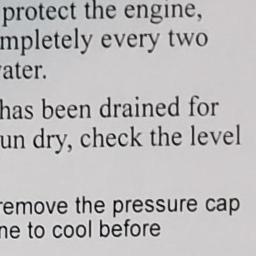 protect the engine,
mpletely every two
ater.
has been drained for
un dry, check the level
remove the pressure cap
ne to cool before